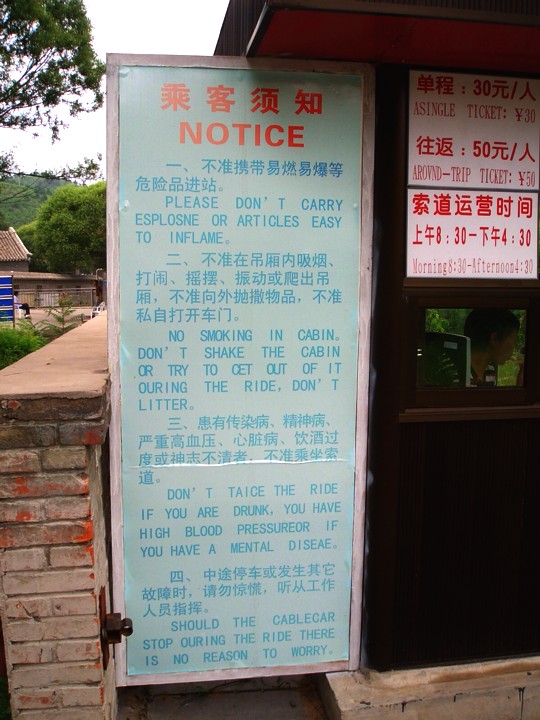 乘客须知
NOTICE
一、不准携带易燃易爆等
危险品进站。
PLEASE DON'T CARRY
ESPLOSNE OR ARTICLES EASY
TO INFLAME。
二、不准在吊厢内吸烟、
打闹、摇摆、振动或爬出吊
厢，不准向外抛撒物品，不准
私自打开车门。
NO SMOKING IN CABIN。
DON'T SHAKE THE CABIN
OR TRY TO CET OUT OF IT
OURING THE RIDE, DON'T
LITTER。
三、患有传染病、精神病、
严重高血压、心脏病、饮酒过
度或神志不清者，不准乘坐索
道。
DON'T TAICE THE RIDE
IF YOU ARE DRUNK, YOU HAVE
HIGH BLOOD PRESSUREOR IF
YOU HAVE A MENTAL DISEAE。
四、中途停车或发生其它
故障时，请勿惊慌，听从工作
人员指挥。
SHOULD THE CABLECAR
STOP OURING THE RIDE THERE
IS NO REASON TO WORRY。
单程：30元/人
ASINGLE TICKET: ¥30
往返：50元/人
AROVND-TRIP TICKET: ¥50
索道运营时间
上午8：30-下午4：30
Morning8:30-Afternoon4:30